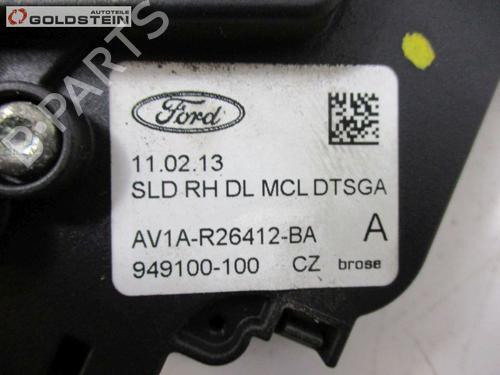 AUTOTEILE
GOLDSTEIN
B-PARTS
Ford
11.02.13
SLD RH DL MCL DTSGA
AV1A-R26412-BA A
949100-100 CZ brose